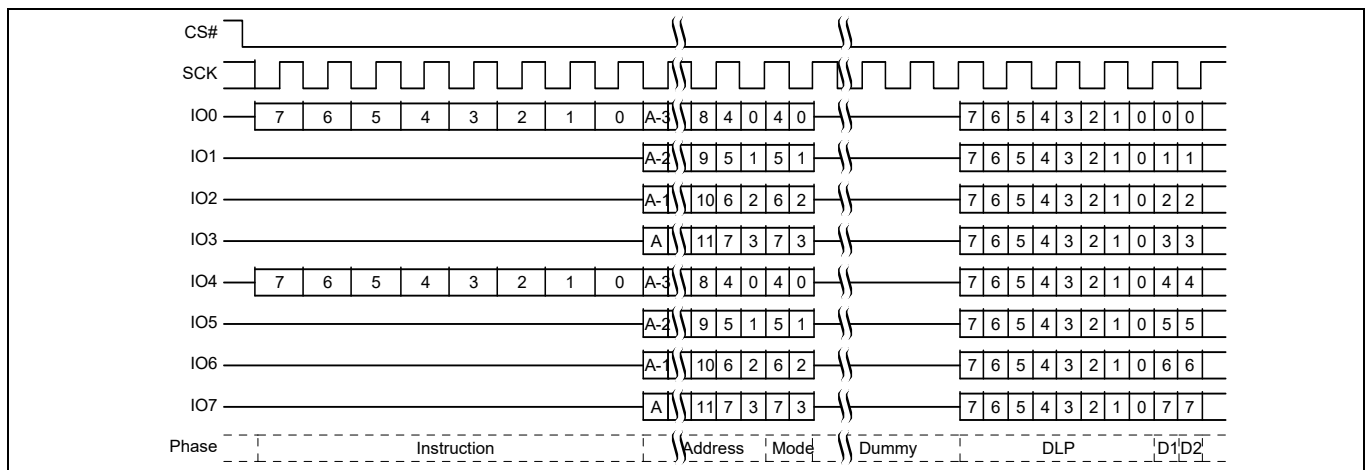 CS#
SCK
IO0 7 6 5 4 3 2 1 0 A-3 8 4 0 4 0 7 6 5 4 3 2 1 0 0 0
IO1 A-2 9 5 1 5 1 7 6 5 4 3 2 1 0 1 1
IO2 A-1 10 6 2 6 2 7 6 5 4 3 2 1 0 2 2
IO3 A 11 7 3 7 3 7 6 5 4 3 2 1 0 3 3
IO4 7 6 5 4 3 2 1 0 A-3 8 4 0 4 0 7 6 5 4 3 2 1 0 4 4
IO5 A-2 9 5 1 5 1 7 6 5 4 3 2 1 0 5 5
IO6 A-1 10 6 2 6 2 7 6 5 4 3 2 1 0 6 6
IO7 A 11 7 3 7 3 7 6 5 4 3 2 1 0 7 7
Phase Instruction Address Mode Dummy DLP D1 D2